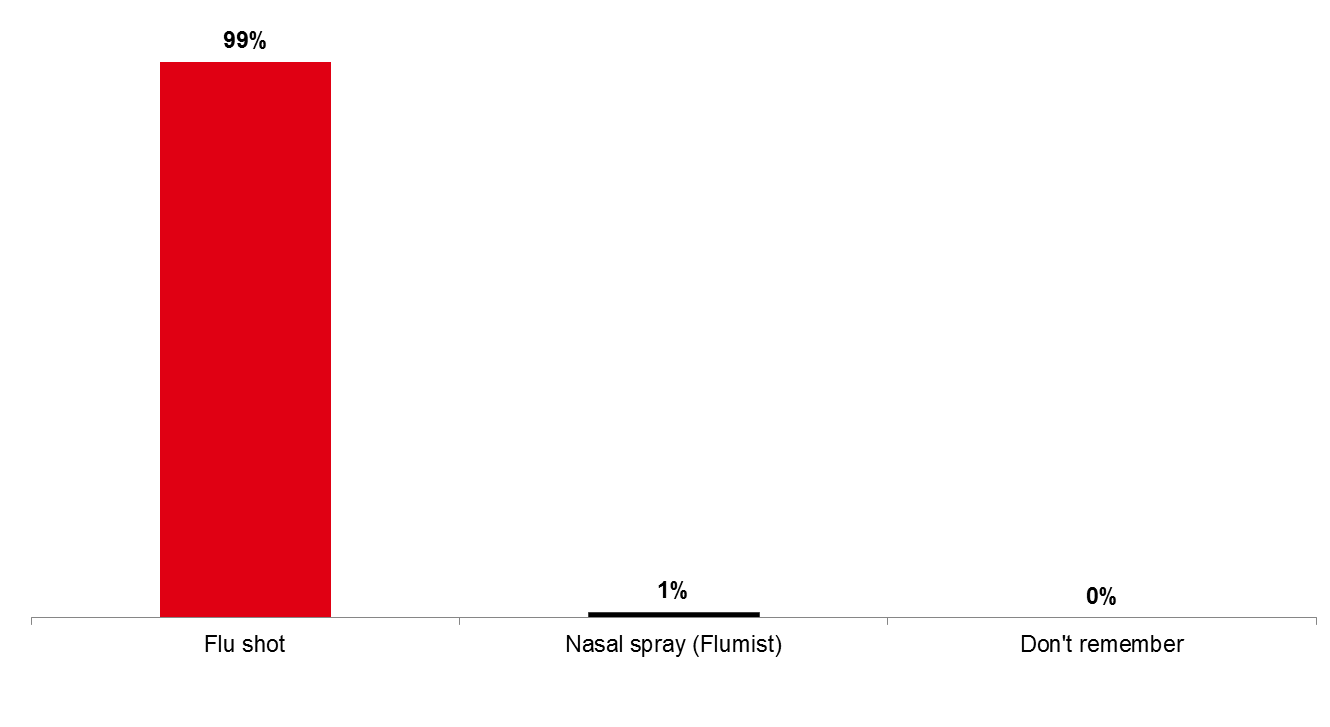 99%
1%
0%
Flu shot
Nasal spray (Flumist)
Don't remember